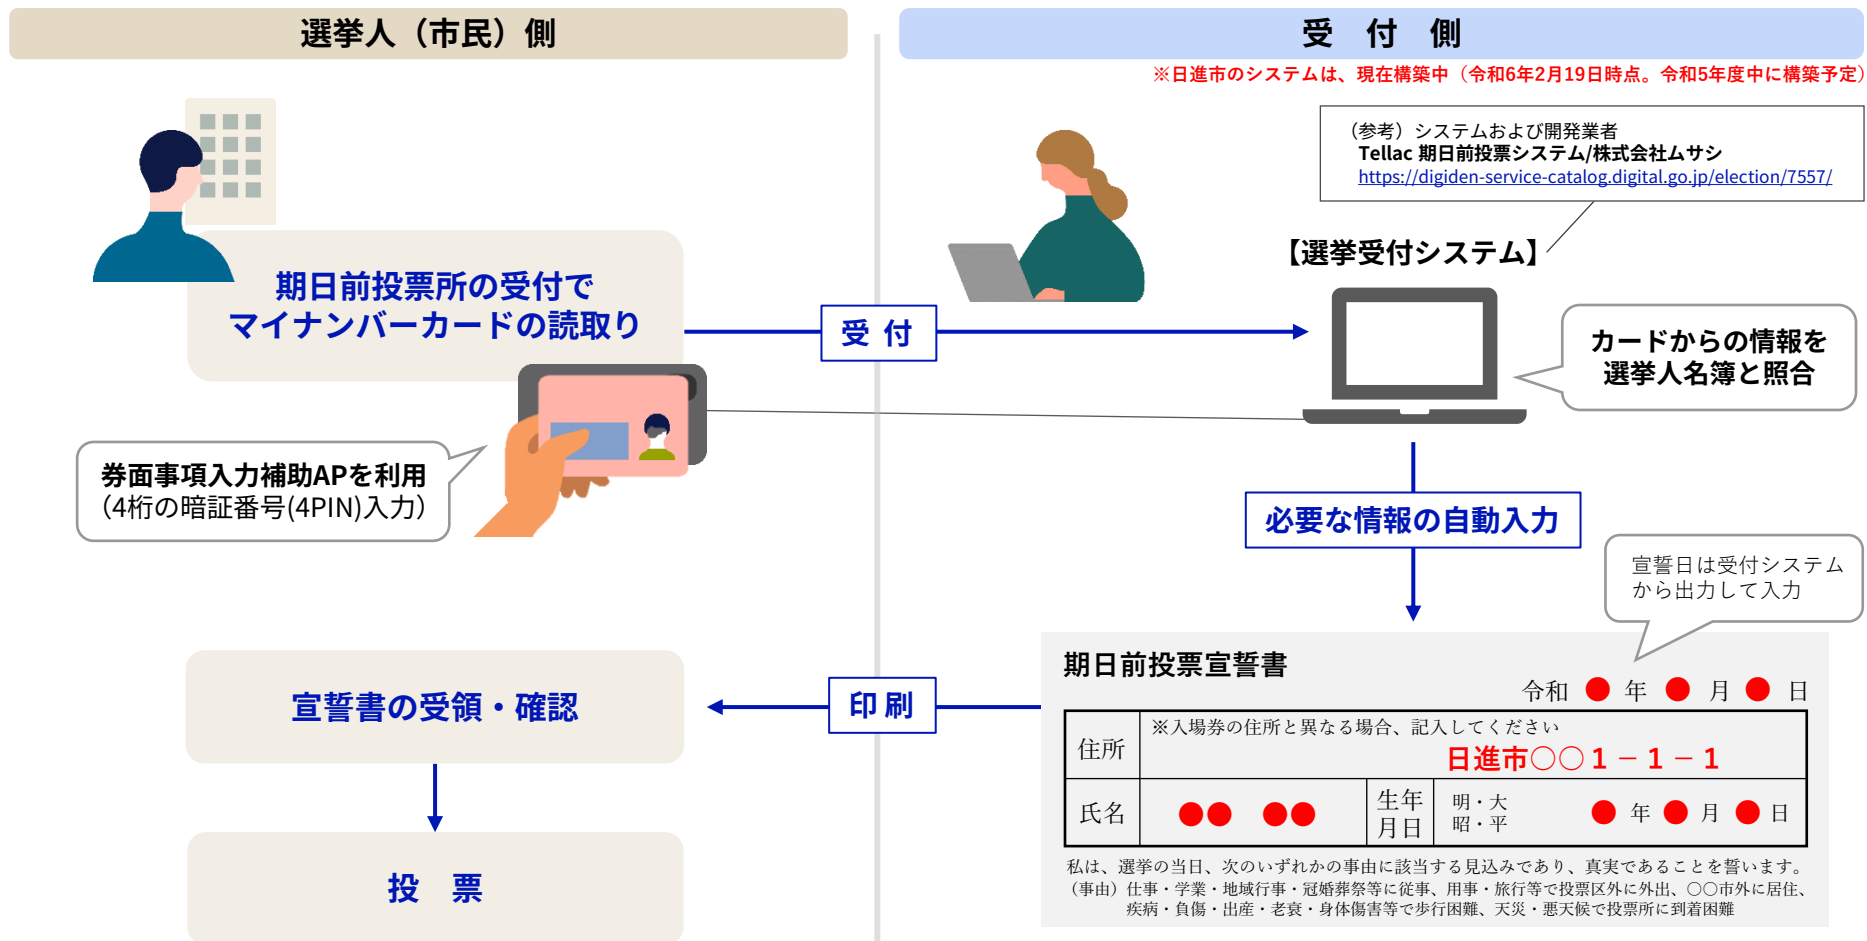 選挙人（市民）側
受　付　側
※日進市のシステムは、現在構築中（令和6年2月19日時点。令和5年度中に構築予定）
（参考）システムおよび開発業者
Tellac 期日前投票システム/株式会社ムサシ
https://digiden-service-catalog.digital.go.jp/election/7557/
【選挙受付システム】
期日前投票所の受付で
マイナンバーカードの読取り
受 付
カードからの情報を
選挙人名簿と照合
券面事項入力補助APを利用
（4桁の暗証番号(4PIN)入力）
必要な情報の自動入力
宣誓日は受付システム
から出力して入力
期日前投票宣誓書
令和 ● 年 ● 月 ● 日
住所
※入場券の住所と異なる場合、記入してください
日進市○○１－１－１
氏名 ●● ●● 生年月日 明・大
昭・平
● 年 ● 月 ● 日
私は、選挙の当日、次のいずれかの事由に該当する見込みであり、真実であることを誓います。
（事由）仕事・学業・地域行事・冠婚葬祭等に従事、用事・旅行等で投票区外に外出、○○市外に居住、
疾病・負傷・出産・老衰・身体傷害等で歩行困難、天災・悪天候で投票所に到着困難
印 刷
宣誓書の受領・確認
投　票